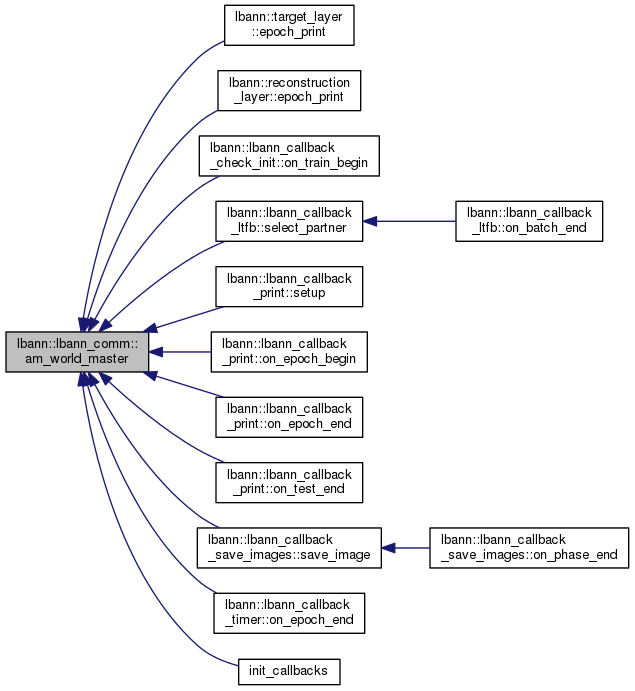 lbann::target_layer
::epoch_print
lbann::reconstruction
_layer::epoch_print
lbann::lbann_callback
_check_init::on_train_begin
lbann::lbann_callback
_ltfb::select_partner
lbann::lbann_callback
_ltfb::on_batch_end
lbann::lbann_callback
_print::setup
lbann::lbann_comm::
am_world_master
lbann::lbann_callback
_print::on_epoch_begin
lbann::lbann_callback
_print::on_epoch_end
lbann::lbann_callback
_print::on_test_end
lbann::lbann_callback
_save_images::save_image
lbann::lbann_callback
_save_images::on_phase_end
lbann::lbann_callback
_timer::on_epoch_end
init_callbacks